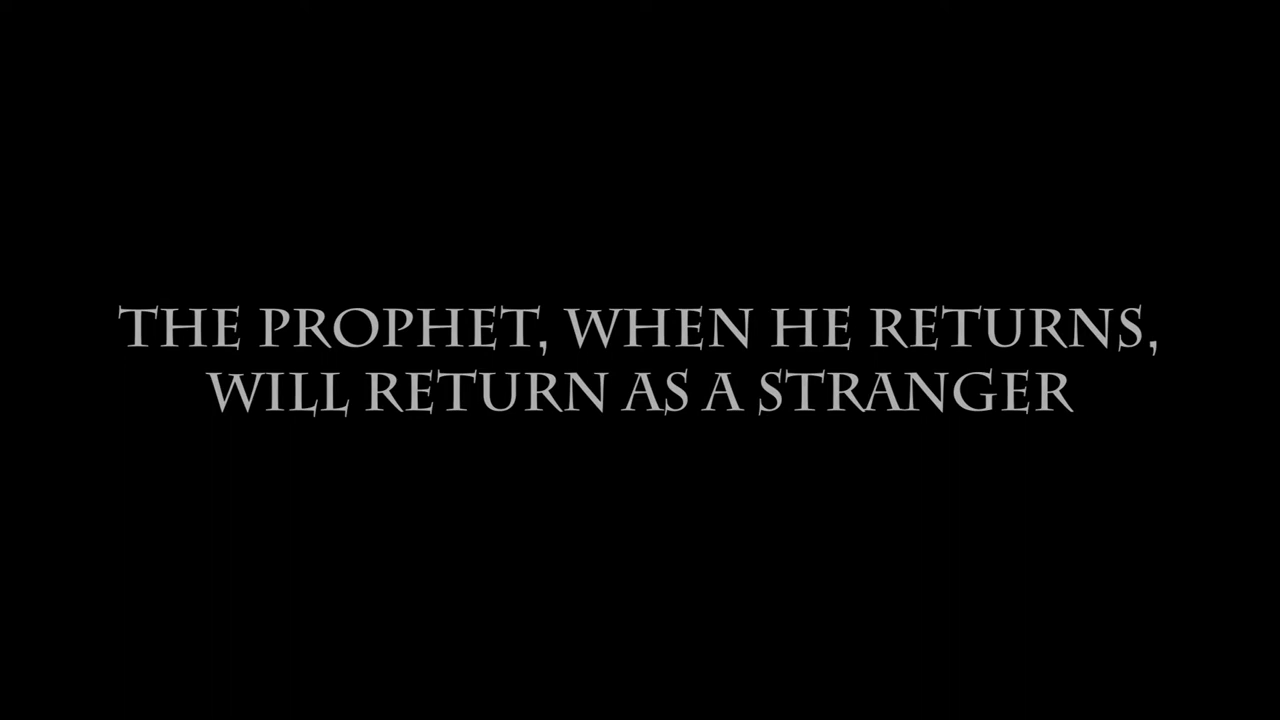 THE PROPHET, WHEN HE RETURNS,
WILL RETURN AS A STRANGER